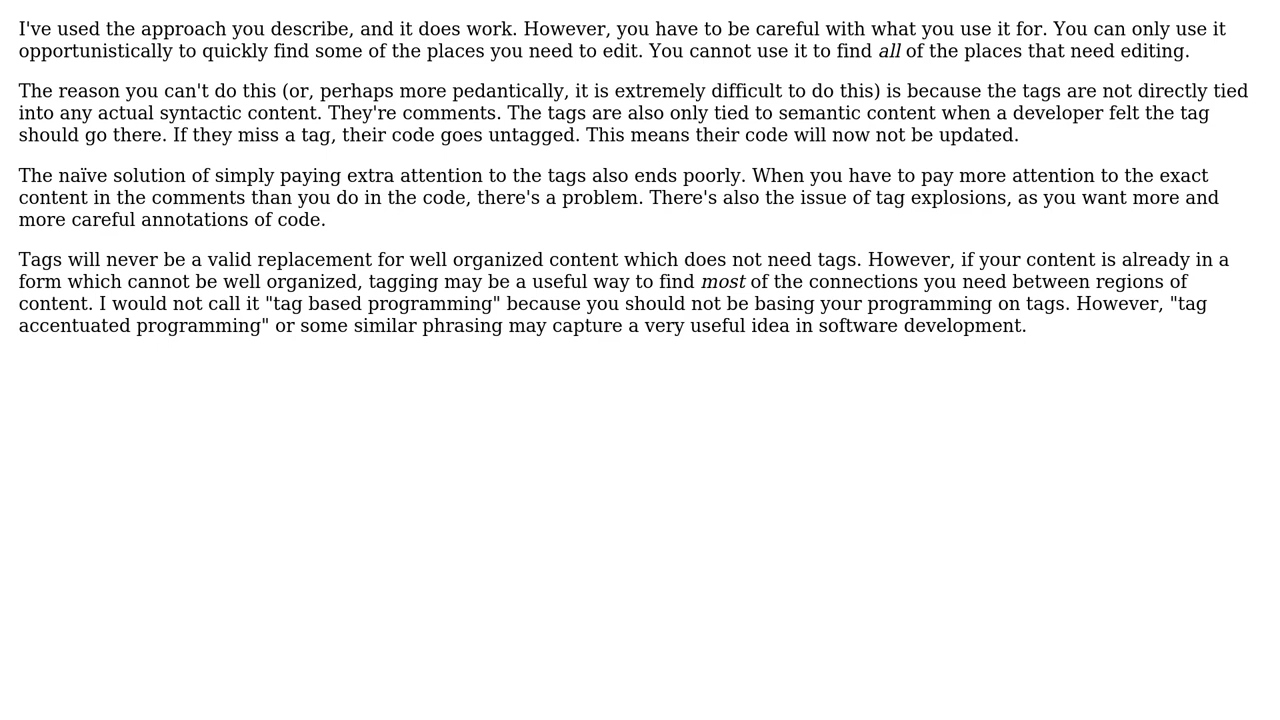 I've used the approach you describe, and it does work. However, you have to be careful with what you use it for. You can only use it
opportunistically to quickly find some of the places you need to edit. You cannot use it to find all of the places that need editing.
The reason you can't do this (or, perhaps more pedantically, it is extremely difficult to do this) is because the tags are not directly tied
into any actual syntactic content. They're comments. The tags are also only tied to semantic content when a developer felt the tag
should go there. If they miss a tag, their code goes untagged. This means their code will now not be updated.
The naïve solution of simply paying extra attention to the tags also ends poorly. When you have to pay more attention to the exact
content in the comments than you do in the code, there's a problem. There's also the issue of tag explosions, as you want more and
more careful annotations of code.
Tags will never be a valid replacement for well organized content which does not need tags. However, if your content is already in a
form which cannot be well organized, tagging may be a useful way to find most of the connections you need between regions of
content. I would not call it "tag based programming" because you should not be basing your programming on tags. However, "tag
accentuated programming" or some similar phrasing may capture a very useful idea in software development.